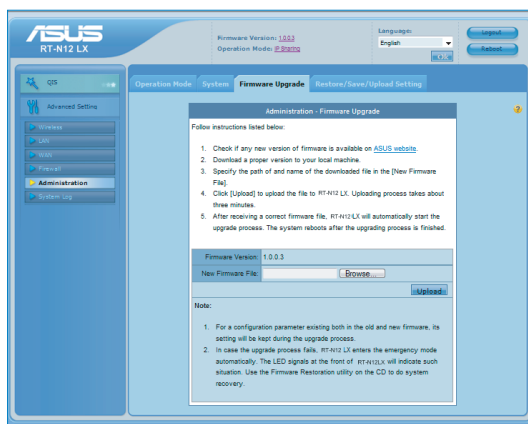 ASUS
RT-N12 LX
Firmware Version: 1.0.0.3
Operation Mode: IP Sharing
Language:
English
Logout
Reboot
QIS
Advanced Setting
Wireless
LAN
WAN
Firewall
Administration
System Log
Operation Mode System Firmware Upgrade Restore/Save/Upload Setting
Administration - Firmware Upgrade
Follow instructions listed below:
1. Check if any new version of firmware is available on ASUS website.
2. Download a proper version to your local machine.
3. Specify the path of and name of the downloaded file in the [New Firmware
File].
4. Click [Upload] to upload the file to RT-N12 LX. Uploading process takes about
three minutes.
5. After receiving a correct firmware file, RT-N12 LX will automatically start the
upgrade process. The system reboots after the upgrading process is finished.
Firmware Version: 1.0.0.3
New Firmware File: Browse...
Upload
Note:
1. For a configuration parameter existing both in the old and new firmware, its
setting will be kept during the upgrade process.
2. In case the upgrade process fails, RT-N12 LX enters the emergency mode
automatically. The LED signals at the front of RT-N12LX will indicate such
situation. Use the Firmware Restoration utility on the CD to do system
recovery.
?